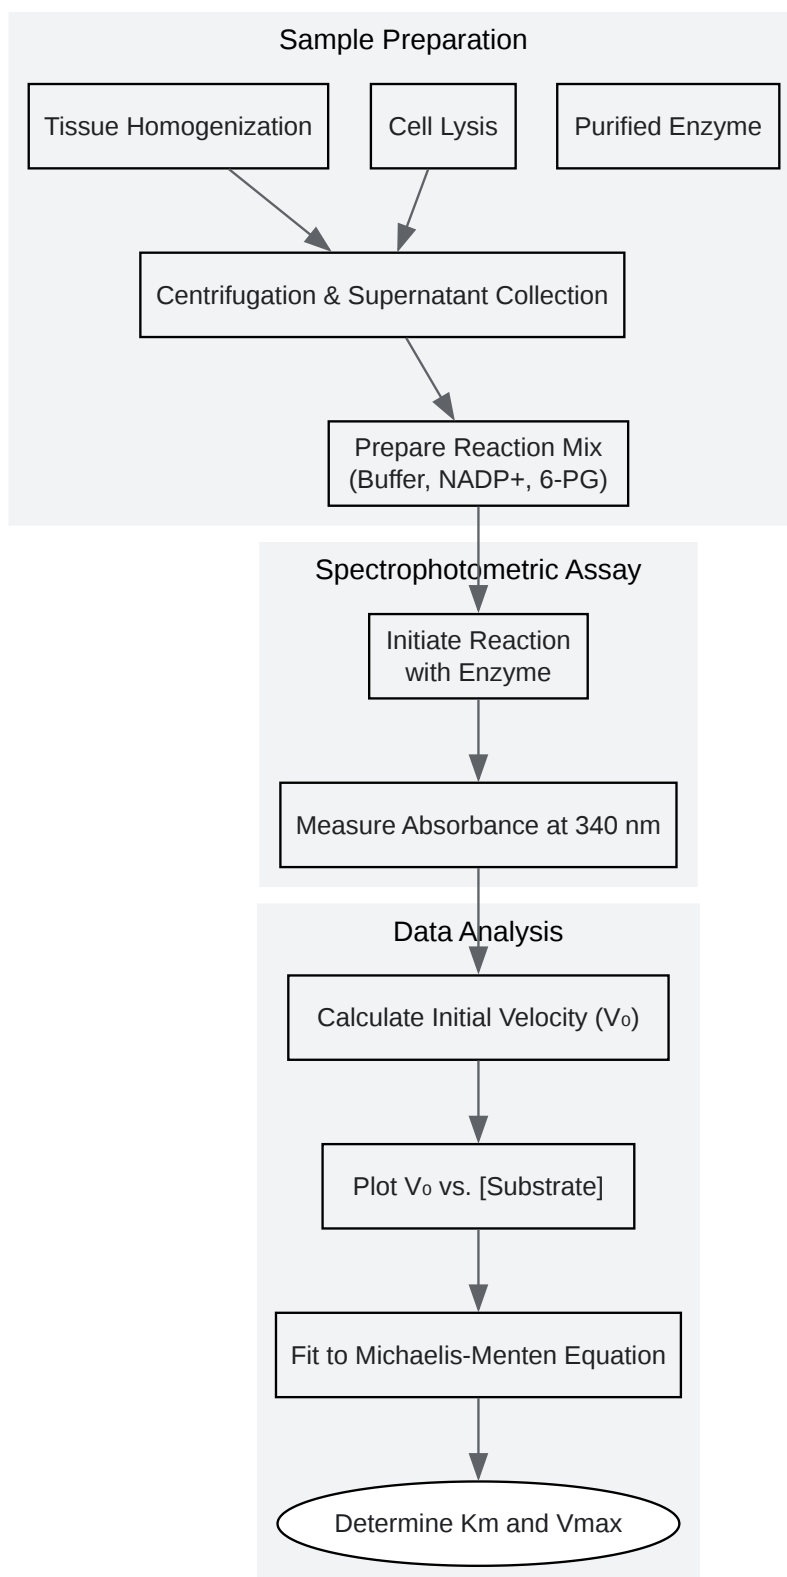 Sample Preparation
Tissue Homogenization
Cell Lysis
Purified Enzyme
Centrifugation & Supernatant Collection
Prepare Reaction Mix
(Buffer, NADP+, 6-PG)
Spectrophotometric Assay
Initiate Reaction
with Enzyme
Measure Absorbance at 340 nm
Data Analysis
Calculate Initial Velocity (V₀)
Plot V₀ vs. [Substrate]
Fit to Michaelis-Menten Equation
Determine Km and Vmax